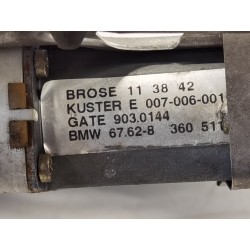 BROSE 11 38 42
KUSTER E 007-006-001
GATE 903.0144
BMW 67.62-8 360 511